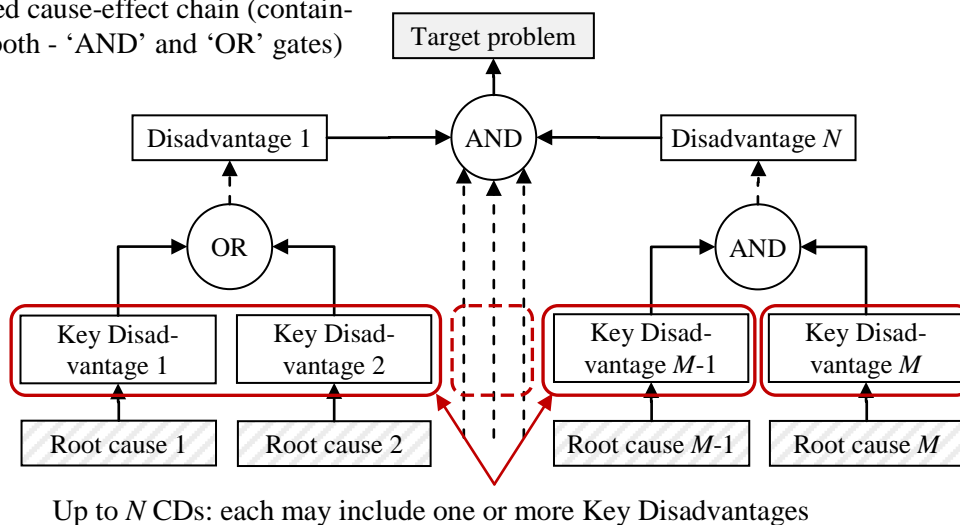 ed cause-effect chain (contain-
both - ‘AND’ and ‘OR’ gates)
Target problem
Disadvantage 1
AND
Disadvantage N
OR
AND
Key Disad-
vantage 1
Key Disad-
vantage 2
Key Disad-
vantage M-1
Key Disad-
vantage M
Root cause 1
Root cause 2
Root cause M-1
Root cause M
Up to N CDs: each may include one or more Key Disadvantages